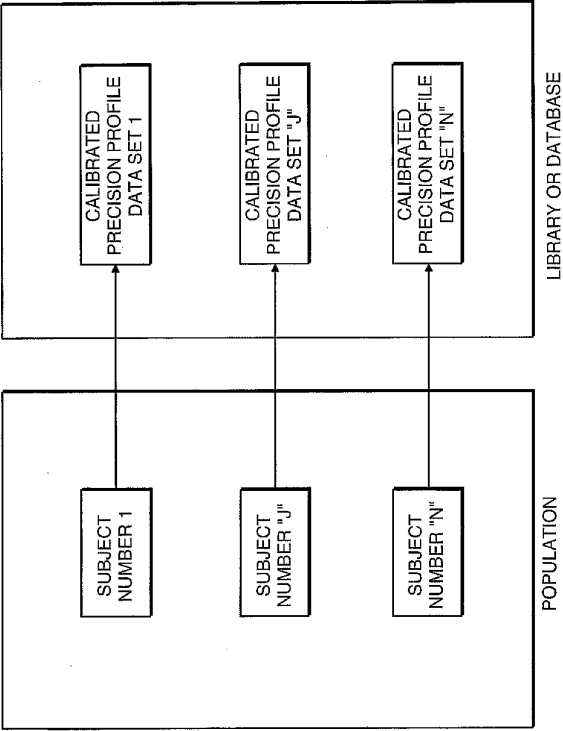 SUBJECT
NUMBER 1
CALIBRATED
PRECISION PROFILE
DATA SET 1
SUBJECT
NUMBER "J"
CALIBRATED
PRECISION PROFILE
DATA SET "J"
SUBJECT
NUMBER "N"
CALIBRATED
PRECISION PROFILE
DATA SET "N"
POPULATION
LIBRARY OR DATABASE